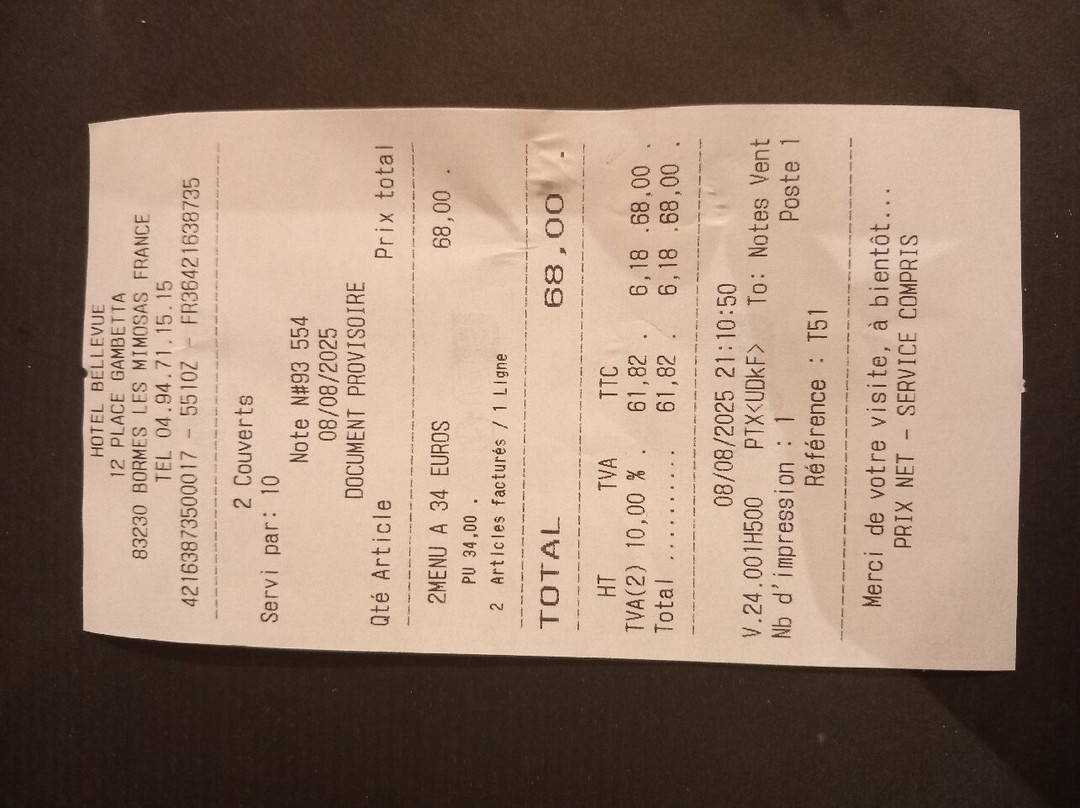 HOTEL BELLEVUE
12 PLACE GAMBETTA
83230 BORMES LES MIMOSAS FRANCE
TEL 04.94.71.15.15
42163873500017 - 5510Z - FR36421638735
2 Couverts
Servi par: 10
Note N#93 554
08/08/2025
DOCUMENT PROVISOIRE
Qté Article Prix total
2MENU A 34 EUROS 68,00 .
PU 34,00 .
2 Articles facturés / 1 Ligne
TOTAL 68,00 .
HT TVA TTC
TVA(2) 10,00 % . 61,82 . 6,18 .68,00 .
Total .......... 61,82 . 6,18 .68,00 .
08/08/2025 21:10:50
V.24.001H500 PTX<UDkF> To: Notes Vent
Nb d'impression : 1 Poste 1
Référence : T51
Merci de votre visite, à bientôt...
PRIX NET - SERVICE COMPRIS